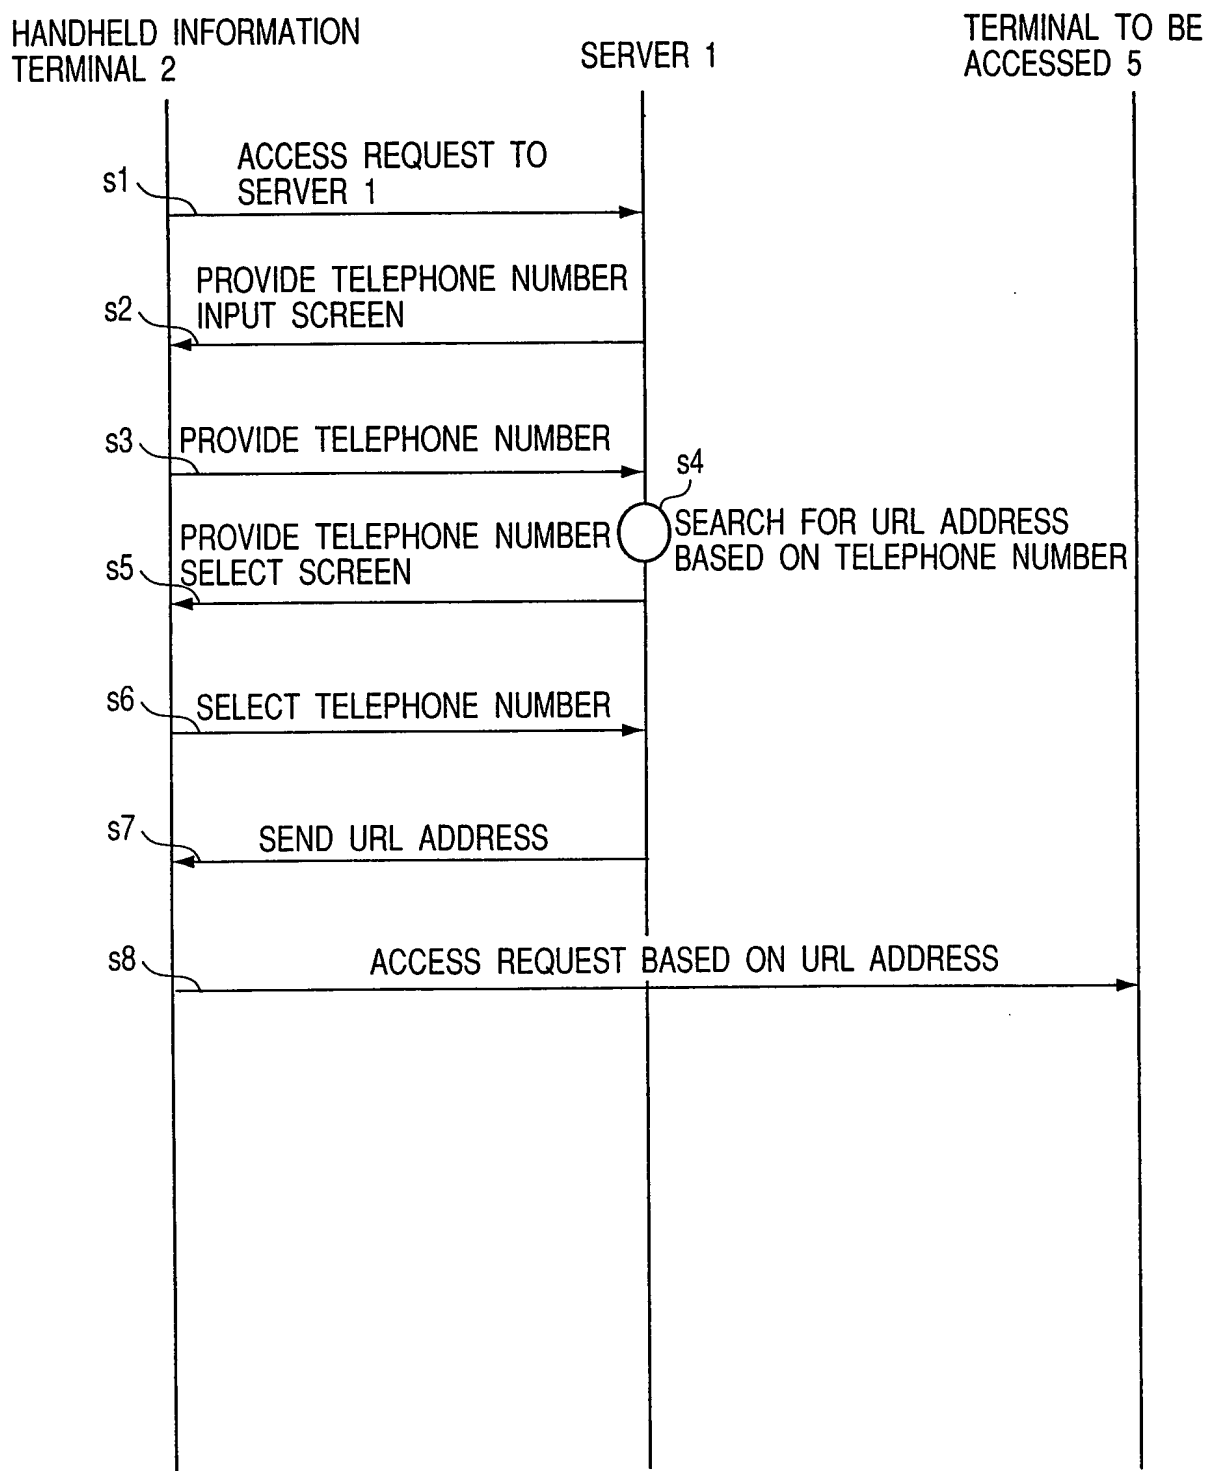 HANDHELD INFORMATION
TERMINAL 2
SERVER 1
TERMINAL TO BE
ACCESSED 5
s1
ACCESS REQUEST TO
SERVER 1
s2
PROVIDE TELEPHONE NUMBER
INPUT SCREEN
s3
PROVIDE TELEPHONE NUMBER
s4
SEARCH FOR URL ADDRESS
BASED ON TELEPHONE NUMBER
s5
PROVIDE TELEPHONE NUMBER
SELECT SCREEN
s6
SELECT TELEPHONE NUMBER
s7
SEND URL ADDRESS
s8
ACCESS REQUEST BASED ON URL ADDRESS